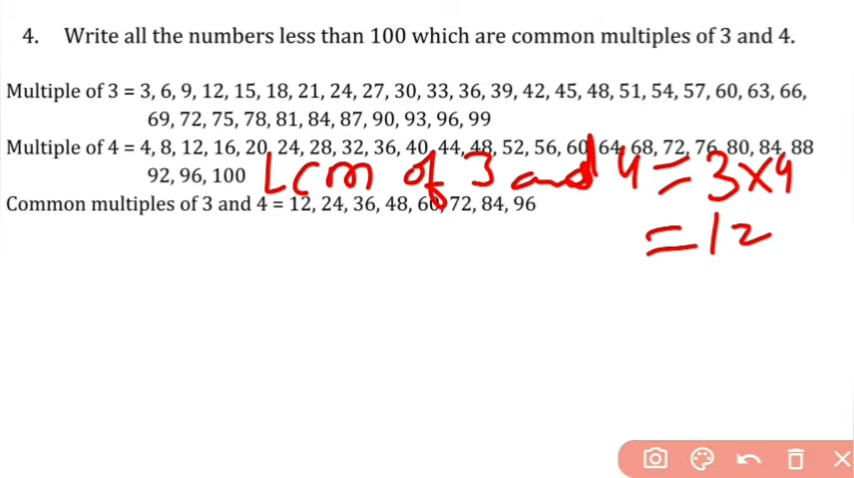 4. Write all the numbers less than 100 which are common multiples of 3 and 4.
Multiple of 3 = 3, 6, 9, 12, 15, 18, 21, 24, 27, 30, 33, 36, 39, 42, 45, 48, 51, 54, 57, 60, 63, 66,
69, 72, 75, 78, 81, 84, 87, 90, 93, 96, 99
Multiple of 4 = 4, 8, 12, 16, 20, 24, 28, 32, 36, 40, 44, 48, 52, 56, 60, 64, 68, 72, 76, 80, 84, 88
92, 96, 100
Lcm of 3 and 4 = 3×4
Common multiples of 3 and 4 = 12, 24, 36, 48, 60, 72, 84, 96
= 12